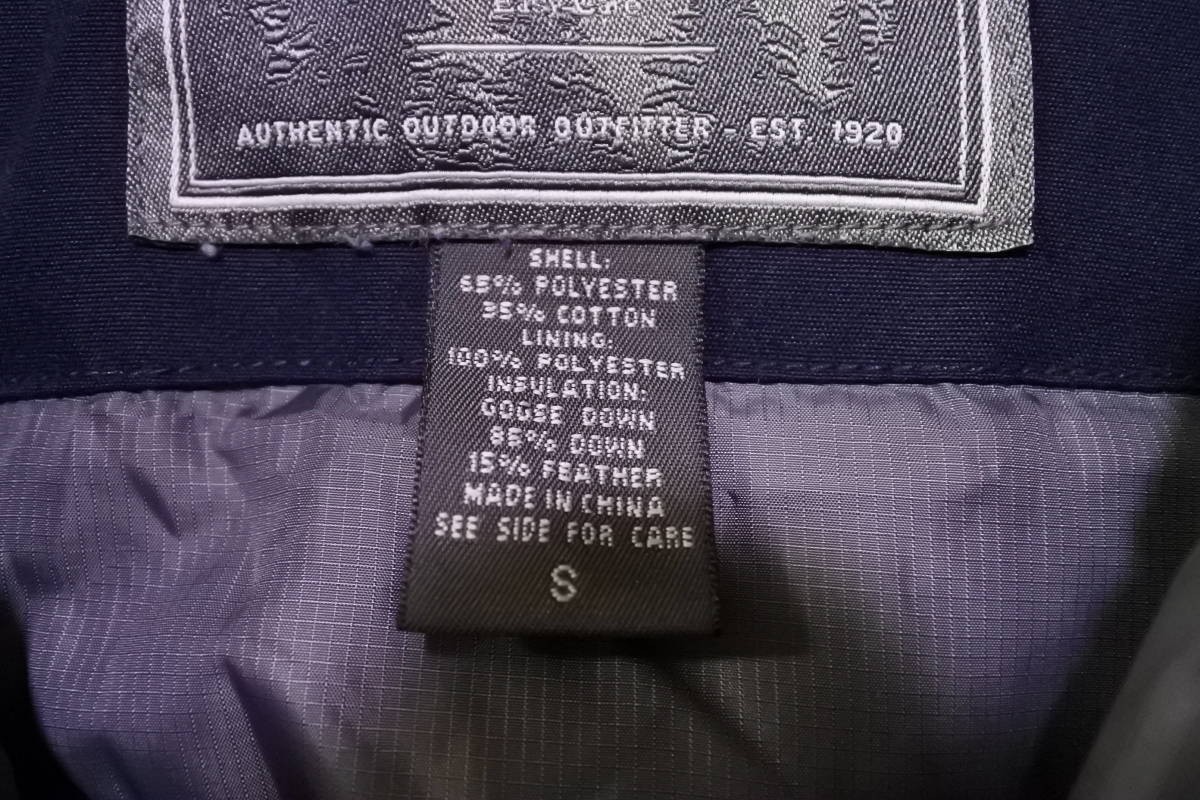 AUTHENTIC OUTDOOR OUTFITTER - EST. 1920
SHELL:
65% POLYESTER
35% COTTON
LINING:
100% POLYESTER
INSULATION:
GOOSE DOWN
85% DOWN
15% FEATHER
MADE IN CHINA
SEE SIDE FOR CARE
S